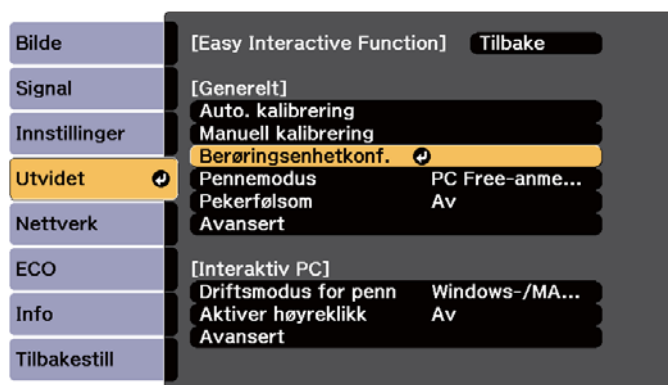 Bilde
Signal
Innstillinger
Utvidet
Nettverk
ECO
Info
Tilbakestill
[Easy Interactive Function] Tilbake
[Generelt]
Auto. kalibrering
Manuell kalibrering
Berøringsenhetkonf.
Pennemodus PC Free-anme...
Pekerfølsom Av
Avansert
[Interaktiv PC]
Driftsmodus for penn Windows-/MA...
Aktiver høyreklikk Av
Avansert